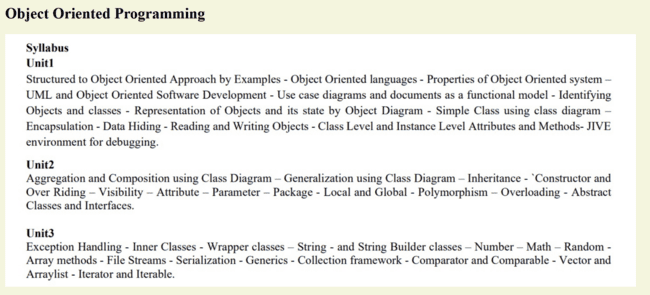 Object Oriented Programming
Syllabus
Unit1
Structured to Object Oriented Approach by Examples - Object Oriented languages - Properties of Object Oriented system –
UML and Object Oriented Software Development - Use case diagrams and documents as a functional model - Identifying
Objects and classes - Representation of Objects and its state by Object Diagram - Simple Class using class diagram –
Encapsulation - Data Hiding - Reading and Writing Objects - Class Level and Instance Level Attributes and Methods- JIVE
environment for debugging.
Unit2
Aggregation and Composition using Class Diagram – Generalization using Class Diagram – Inheritance - `Constructor and
Over Riding – Visibility – Attribute – Parameter – Package - Local and Global - Polymorphism – Overloading - Abstract
Classes and Interfaces.
Unit3
Exception Handling - Inner Classes - Wrapper classes – String - and String Builder classes – Number – Math – Random -
Array methods - File Streams - Serialization - Generics - Collection framework - Comparator and Comparable - Vector and
Arraylist - Iterator and Iterable.